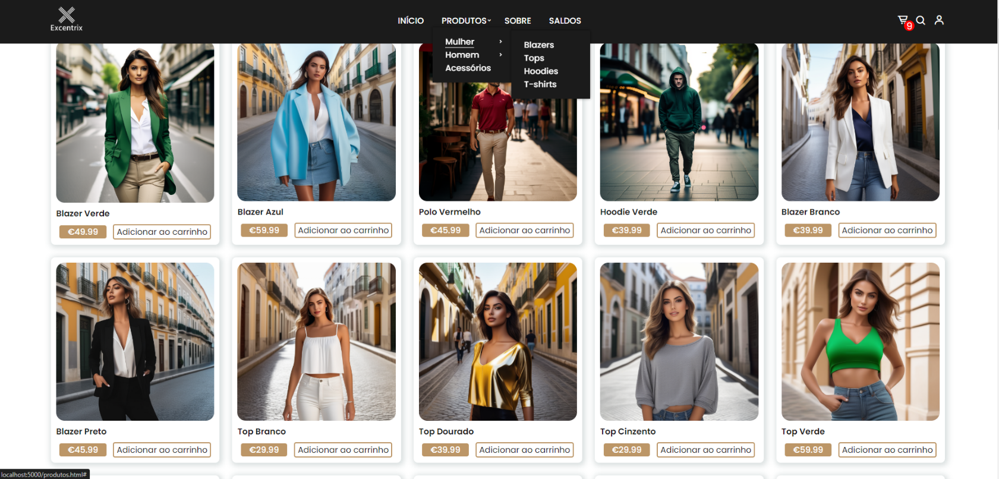 Excentrix
INÍCIO PRODUTOS SOBRE SALDOS
9
Mulher
Homem
Acessórios
Blazers
Tops
Hoodies
T-shirts
Blazer Verde
€49.99 Adicionar ao carrinho
Blazer Azul
€59.99 Adicionar ao carrinho
Polo Vermelho
€45.99 Adicionar ao carrinho
Hoodie Verde
€39.99 Adicionar ao carrinho
Blazer Branco
€39.99 Adicionar ao carrinho
Blazer Preto
€45.99 Adicionar ao carrinho
Top Branco
€29.99 Adicionar ao carrinho
Top Dourado
€39.99 Adicionar ao carrinho
Top Cinzento
€29.99 Adicionar ao carrinho
Top Verde
€59.99 Adicionar ao carrinho
localhost:5000/produtos.html#